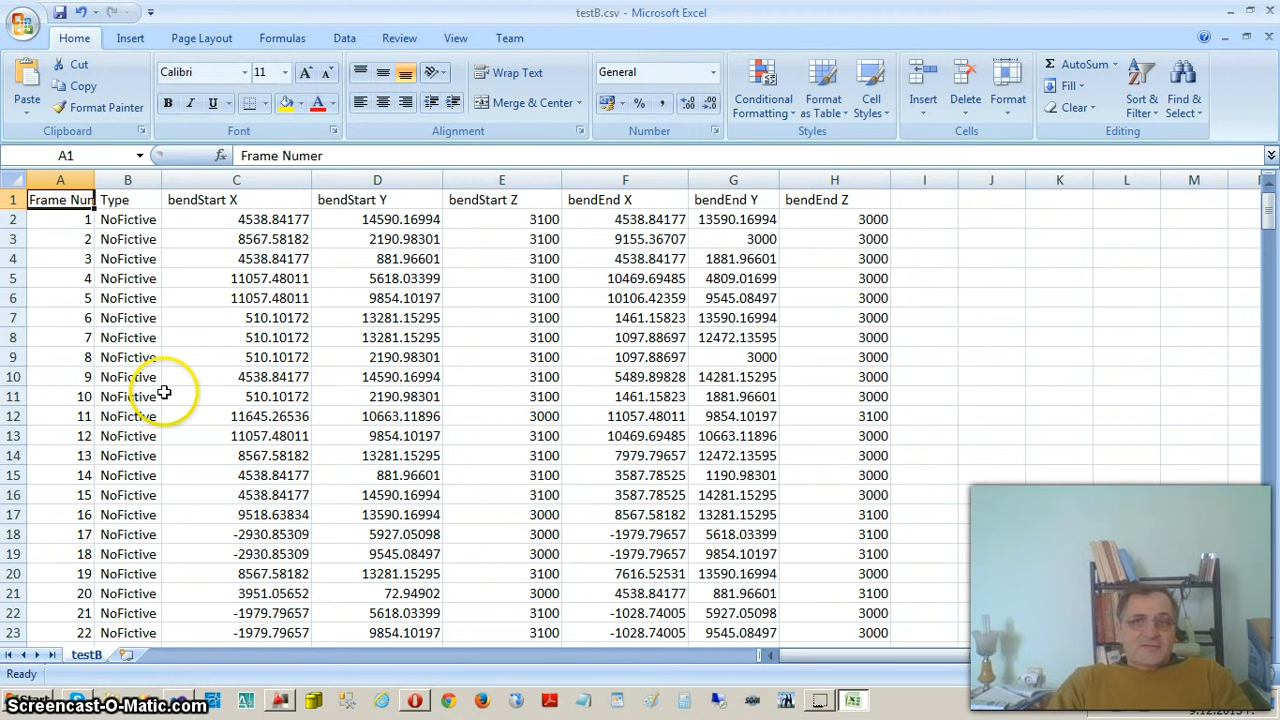 testB.csv - Microsoft Excel
Home Insert Page Layout Formulas Data Review View Team
Cut Calibri 11 Wrap Text General AutoSum
Copy Fill
Paste Format Painter B I U Merge & Center % , Conditional Formatting Format as Table Cell Styles Insert Delete Format Clear Sort & Filter Find & Select
Clipboard Font Alignment Number Styles Cells Editing
A1 fx Frame Numer
A B C D E F G H I J K L M
1 Frame Num Type bendStart X bendStart Y bendStart Z bendEnd X bendEnd Y bendEnd Z
2 1 NoFictive 4538.84177 14590.16994 3100 4538.84177 13590.16994 3000
3 2 NoFictive 8567.58182 2190.98301 3100 9155.36707 3000 3000
4 3 NoFictive 4538.84177 881.96601 3100 4538.84177 1881.96601 3000
5 4 NoFictive 11057.48011 5618.03399 3100 10469.69485 4809.01699 3000
6 5 NoFictive 11057.48011 9854.10197 3100 10106.42359 9545.08497 3000
7 6 NoFictive 510.10172 13281.15295 3100 1461.15823 13590.16994 3000
8 7 NoFictive 510.10172 13281.15295 3100 1097.88697 12472.13595 3000
9 8 NoFictive 510.10172 2190.98301 3100 1097.88697 3000 3000
10 9 NoFictive 4538.84177 14590.16994 3100 5489.89828 14281.15295 3000
11 10 NoFictive 510.10172 2190.98301 3100 1461.15823 1881.96601 3000
12 11 NoFictive 11645.26536 10663.11896 3000 11057.48011 9854.10197 3100
13 12 NoFictive 11057.48011 9854.10197 3100 10469.69485 10663.11896 3000
14 13 NoFictive 8567.58182 13281.15295 3100 7979.79657 12472.13595 3000
15 14 NoFictive 4538.84177 881.96601 3100 3587.78525 1190.98301 3000
16 15 NoFictive 4538.84177 14590.16994 3100 3587.78525 14281.15295 3000
17 16 NoFictive 9518.63834 13590.16994 3000 8567.58182 13281.15295 3100
18 17 NoFictive -2930.85309 5927.05098 3000 -1979.79657 5618.03399 3100
19 18 NoFictive -2930.85309 9545.08497 3000 -1979.79657 9854.10197 3100
20 19 NoFictive 8567.58182 13281.15295 3100 7616.52531 13590.16994 3000
21 20 NoFictive 3951.05652 72.94902 3000 4538.84177 881.96601 3100
22 21 NoFictive -1979.79657 5618.03399 3100 -1028.74005 5927.05098 3000
23 22 NoFictive -1979.79657 9854.10197 3100 -1028.74005 9545.08497 3000
testB
Ready
Screencast-O-Matic.com